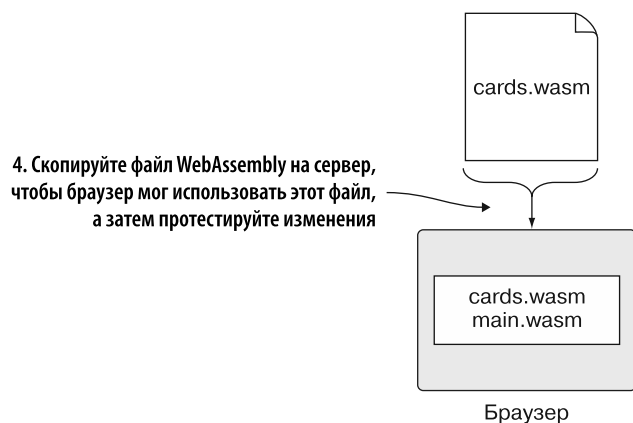 cards.wasm
4. Скопируйте файл WebAssembly на сервер,
чтобы браузер мог использовать этот файл,
а затем протестируйте изменения
cards.wasm
main.wasm
Браузер